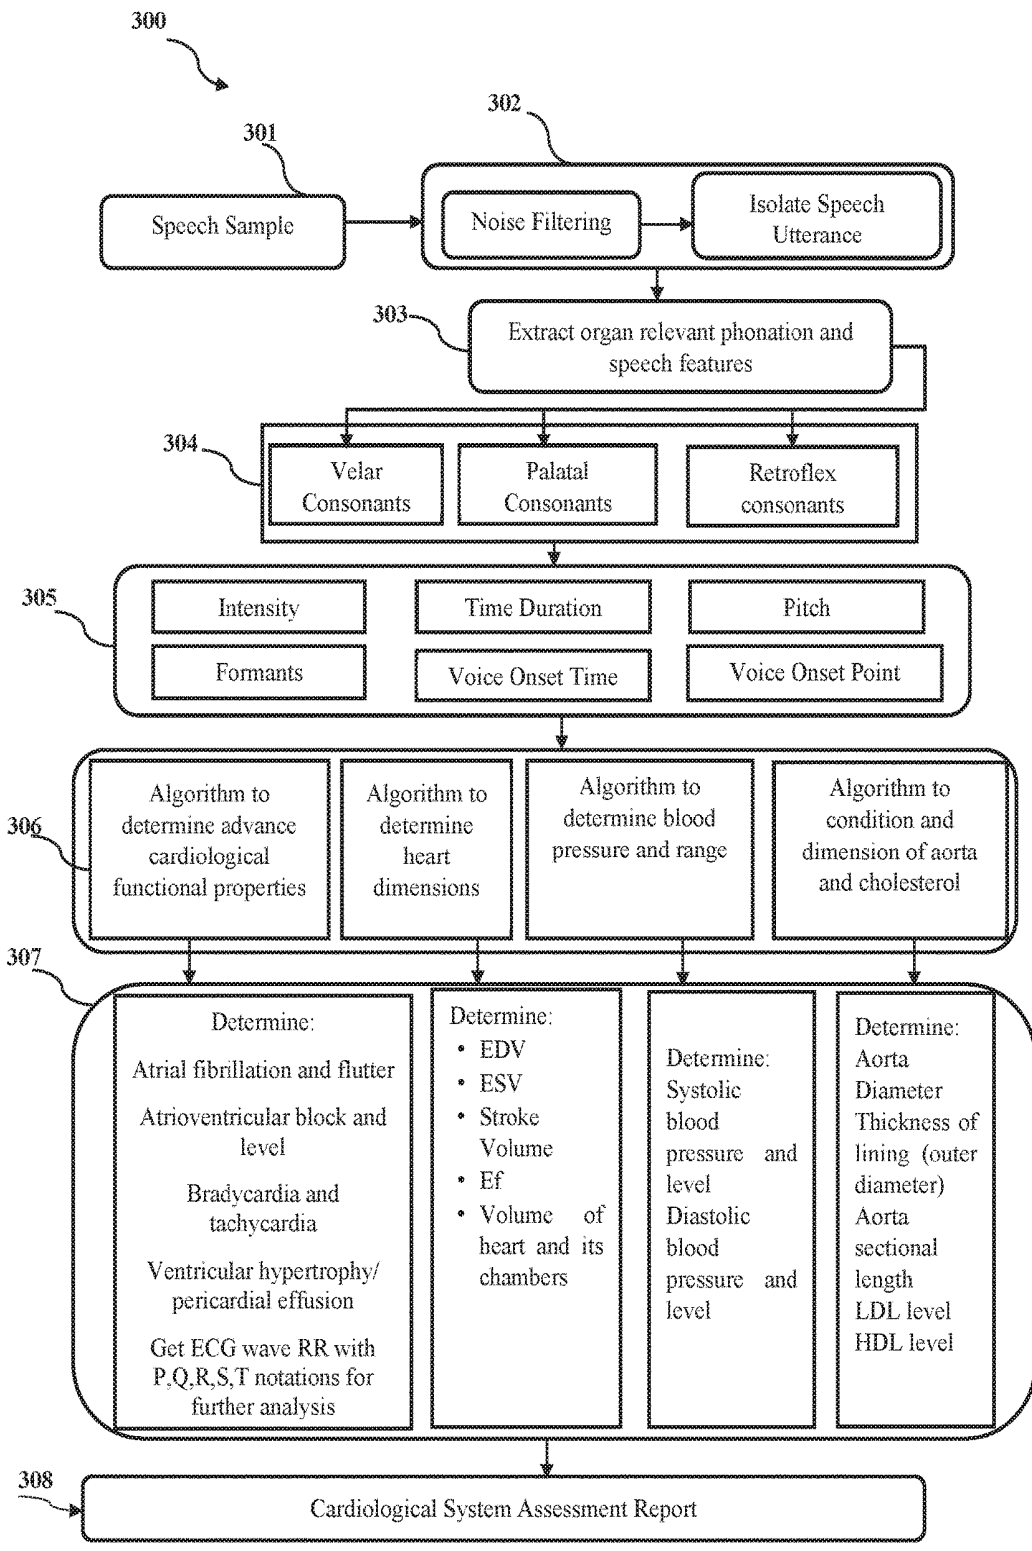 300
301
302
Speech Sample
Noise Filtering
Isolate Speech
Utterance
303
Extract organ relevant phonation and
speech features
304
Velar
Consonants
Palatal
Consonants
Retroflex
consonants
305
Intensity
Time Duration
Pitch
Formants
Voice Onset Time
Voice Onset Point
306
Algorithm to
determine advance
cardiological
functional properties
Algorithm to
determine
heart
dimensions
Algorithm to
determine blood
pressure and range
Algorithm to
condition and
dimension of aorta
and cholesterol
307
Determine:
Atrial fibrillation and flutter
Atrioventricular block and
level
Bradycardia and
tachycardia
Ventricular hypertrophy/
pericardial effusion
Get ECG wave RR with
P,Q,R,S,T notations for
further analysis
Determine:
• EDV
• ESV
• Stroke
Volume
• Ef
• Volume of
heart and its
chambers
Determine:
Systolic
blood
pressure and
level
Diastolic
blood
pressure and
level
Determine:
Aorta
Diameter
Thickness of
lining (outer
diameter)
Aorta
sectional
length
LDL level
HDL level
308
Cardiological System Assessment Report